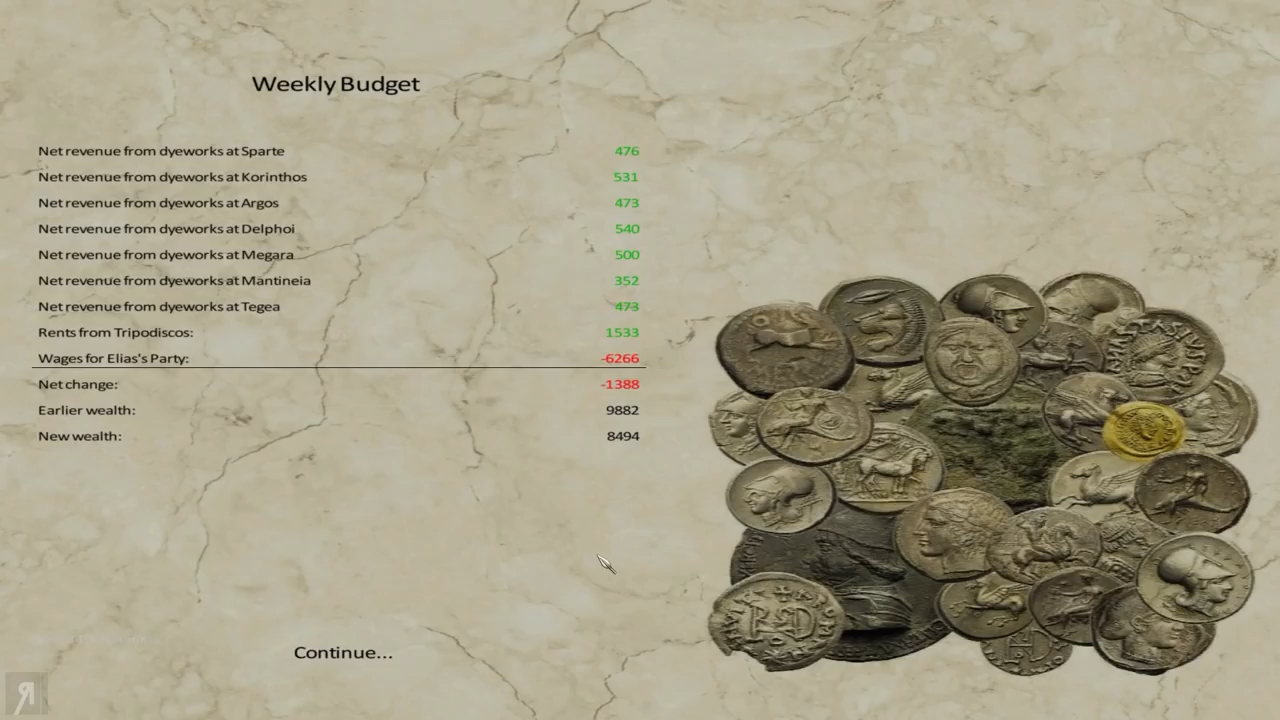 Weekly Budget
Net revenue from dyeworks at Sparte 476
Net revenue from dyeworks at Korinthos 531
Net revenue from dyeworks at Argos 473
Net revenue from dyeworks at Delphoi 540
Net revenue from dyeworks at Megara 500
Net revenue from dyeworks at Mantineia 352
Net revenue from dyeworks at Tegea 473
Rents from Tripodiscos: 1533
Wages for Elias's Party: -6266
Net change: -1388
Earlier wealth: 9882
New wealth: 8494
Continue...